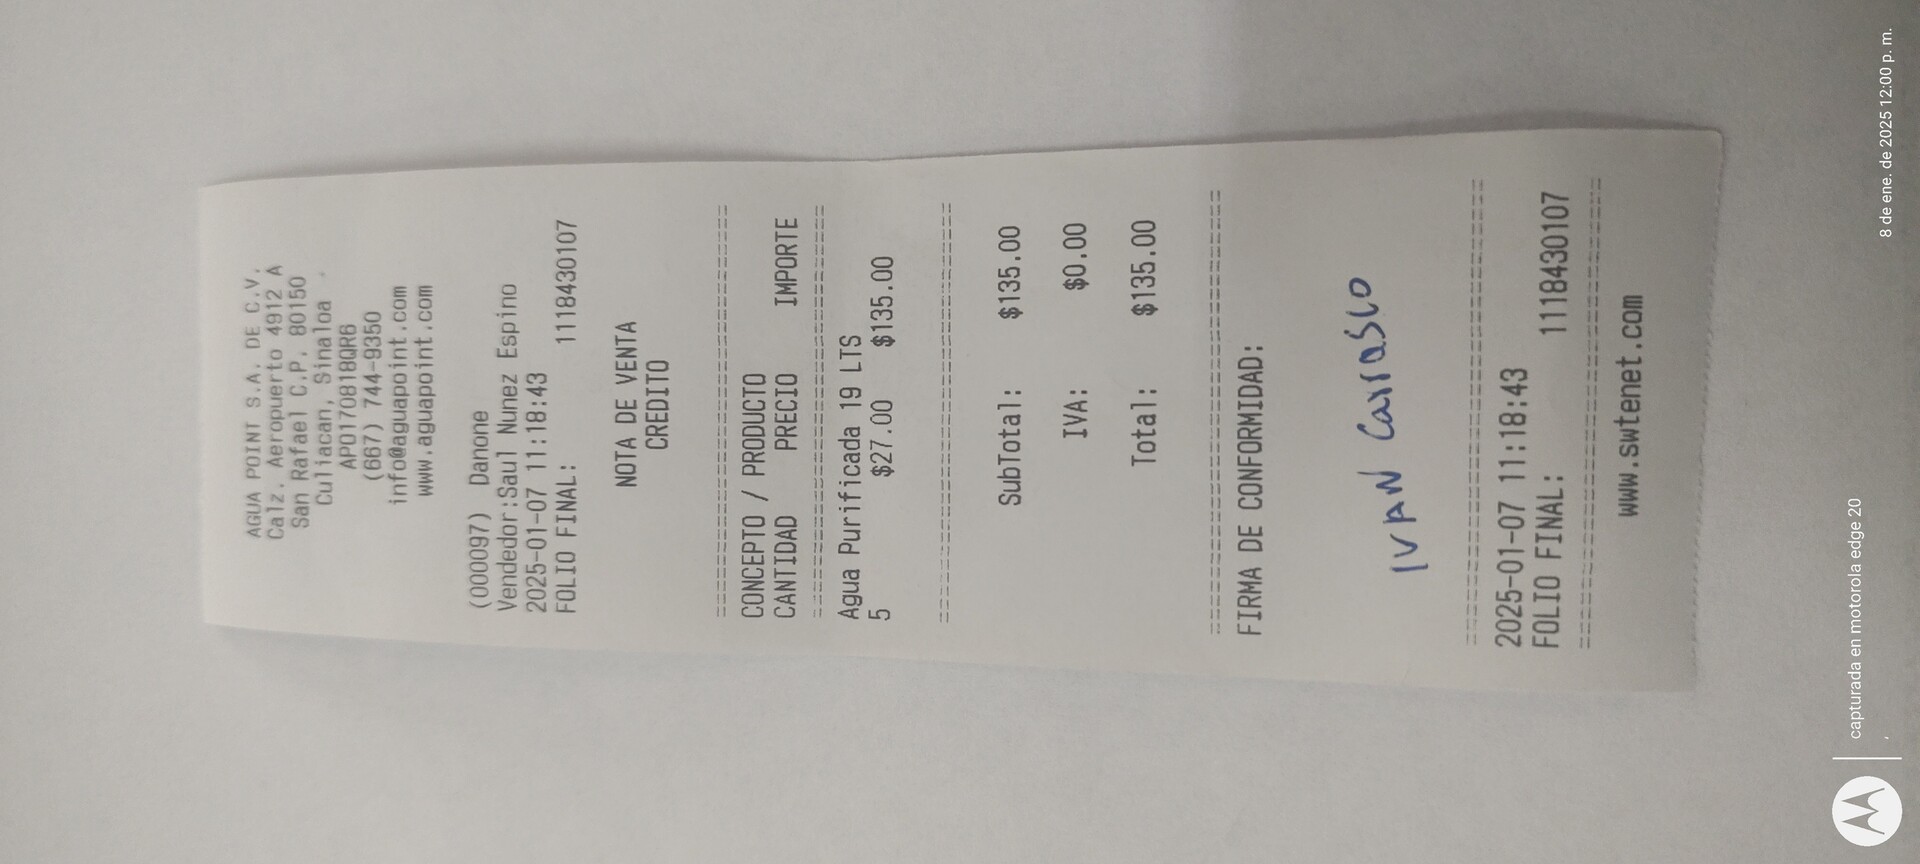 AGUA POINT S.A. DE C.V.
Calz. Aeropuerto 4912 A
San Rafael C.P. 80150
Culiacan, Sinaloa
APO170818QR6
(667) 744-9350
info@aguapoint.com
www.aguapoint.com
(000097) Danone
Vendedor:Saul Nunez Espino
2025-01-07 11:18:43
FOLIO FINAL: 1118430107
NOTA DE VENTA
CREDITO
CONCEPTO / PRODUCTO
CANTIDAD PRECIO IMPORTE
Agua Purificada 19 LTS
5 $27.00 $135.00
SubTotal: $135.00
IVA: $0.00
Total: $135.00
FIRMA DE CONFORMIDAD:
IVAN Carrasco
2025-01-07 11:18:43
FOLIO FINAL: 1118430107
www.swtenet.com
capturada en motorola edge 20
8 de ene. de 2025 12:00 p. m.